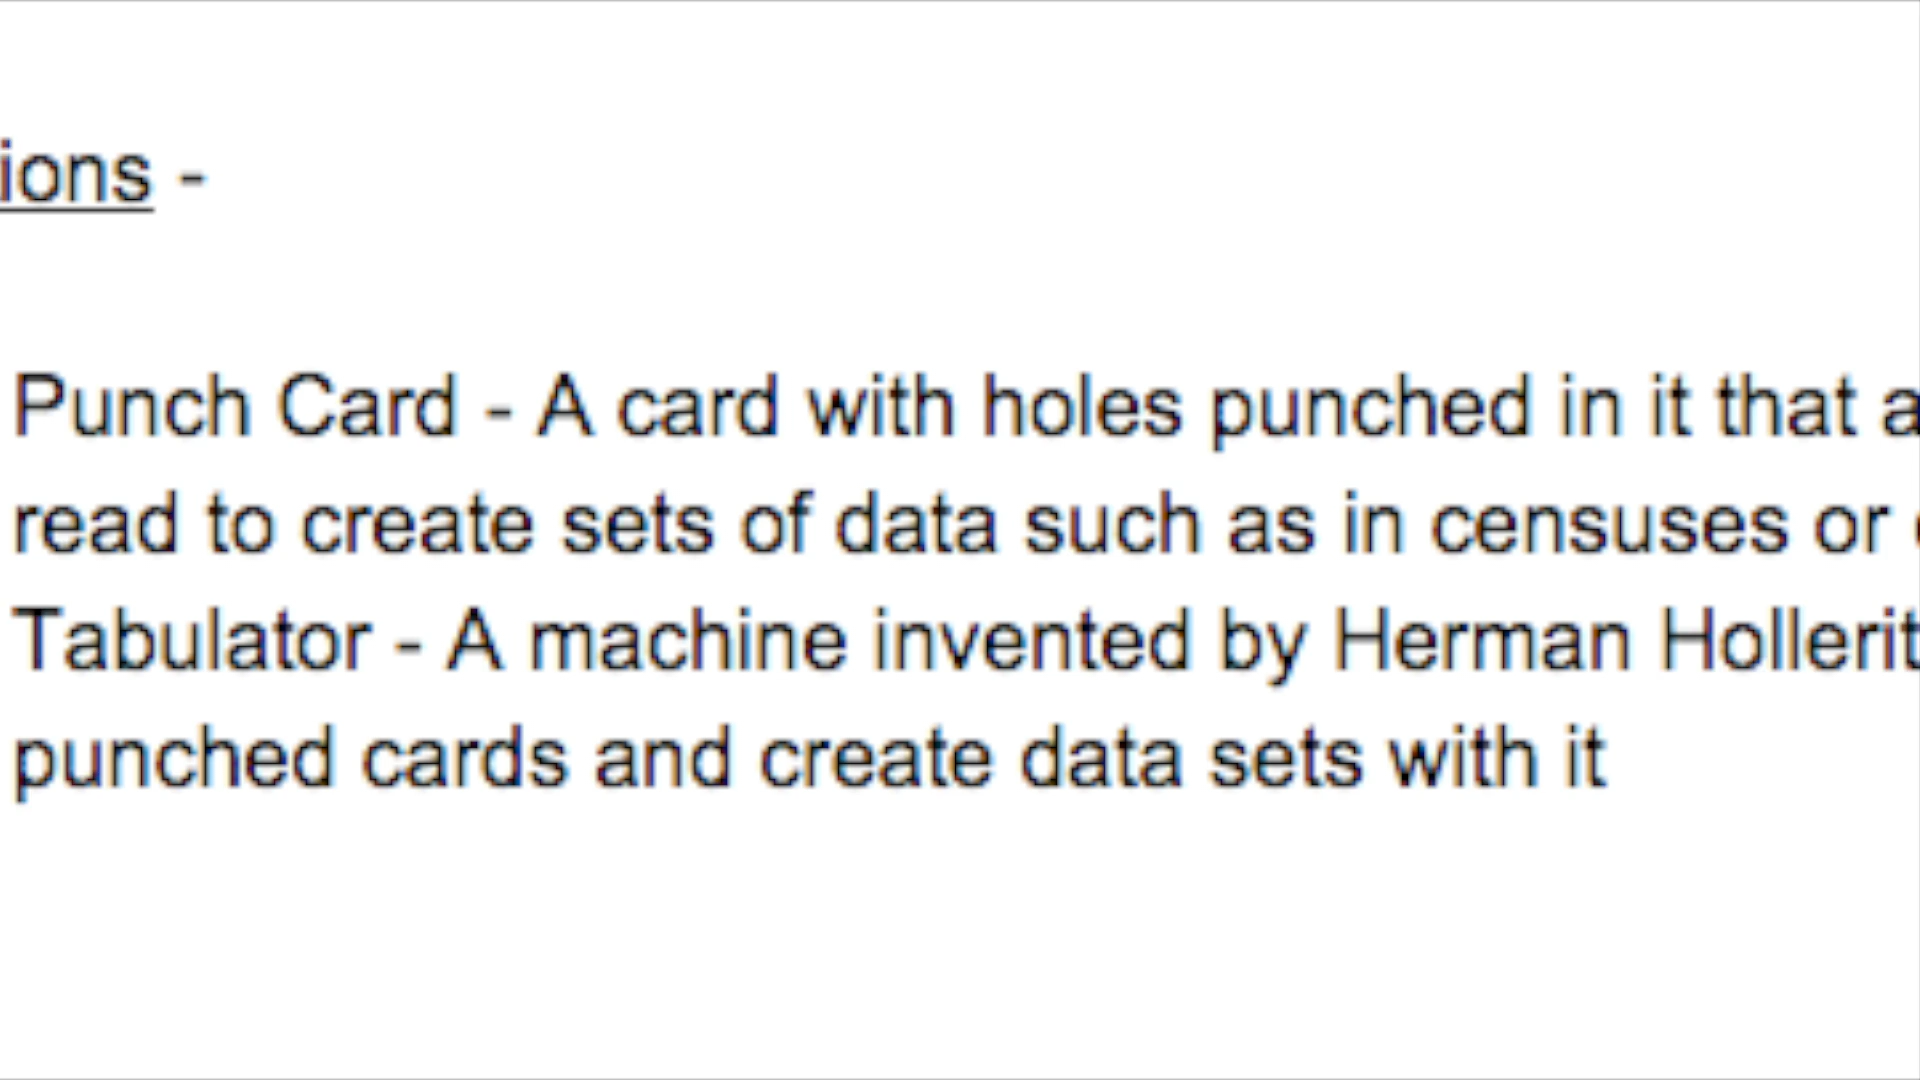 ions -
Punch Card - A card with holes punched in it that a
read to create sets of data such as in censuses or
Tabulator - A machine invented by Herman Hollerit
punched cards and create data sets with it